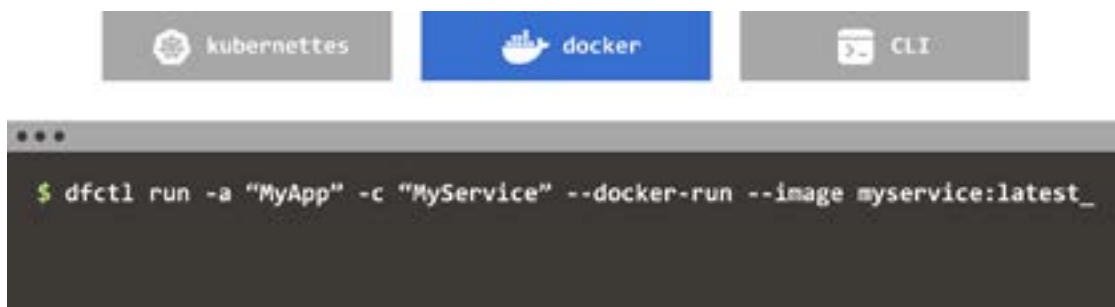 kubernettes
docker
>_ CLI
$ dfctl run -a “MyApp” -c “MyService” --docker-run --image myservice:latest_